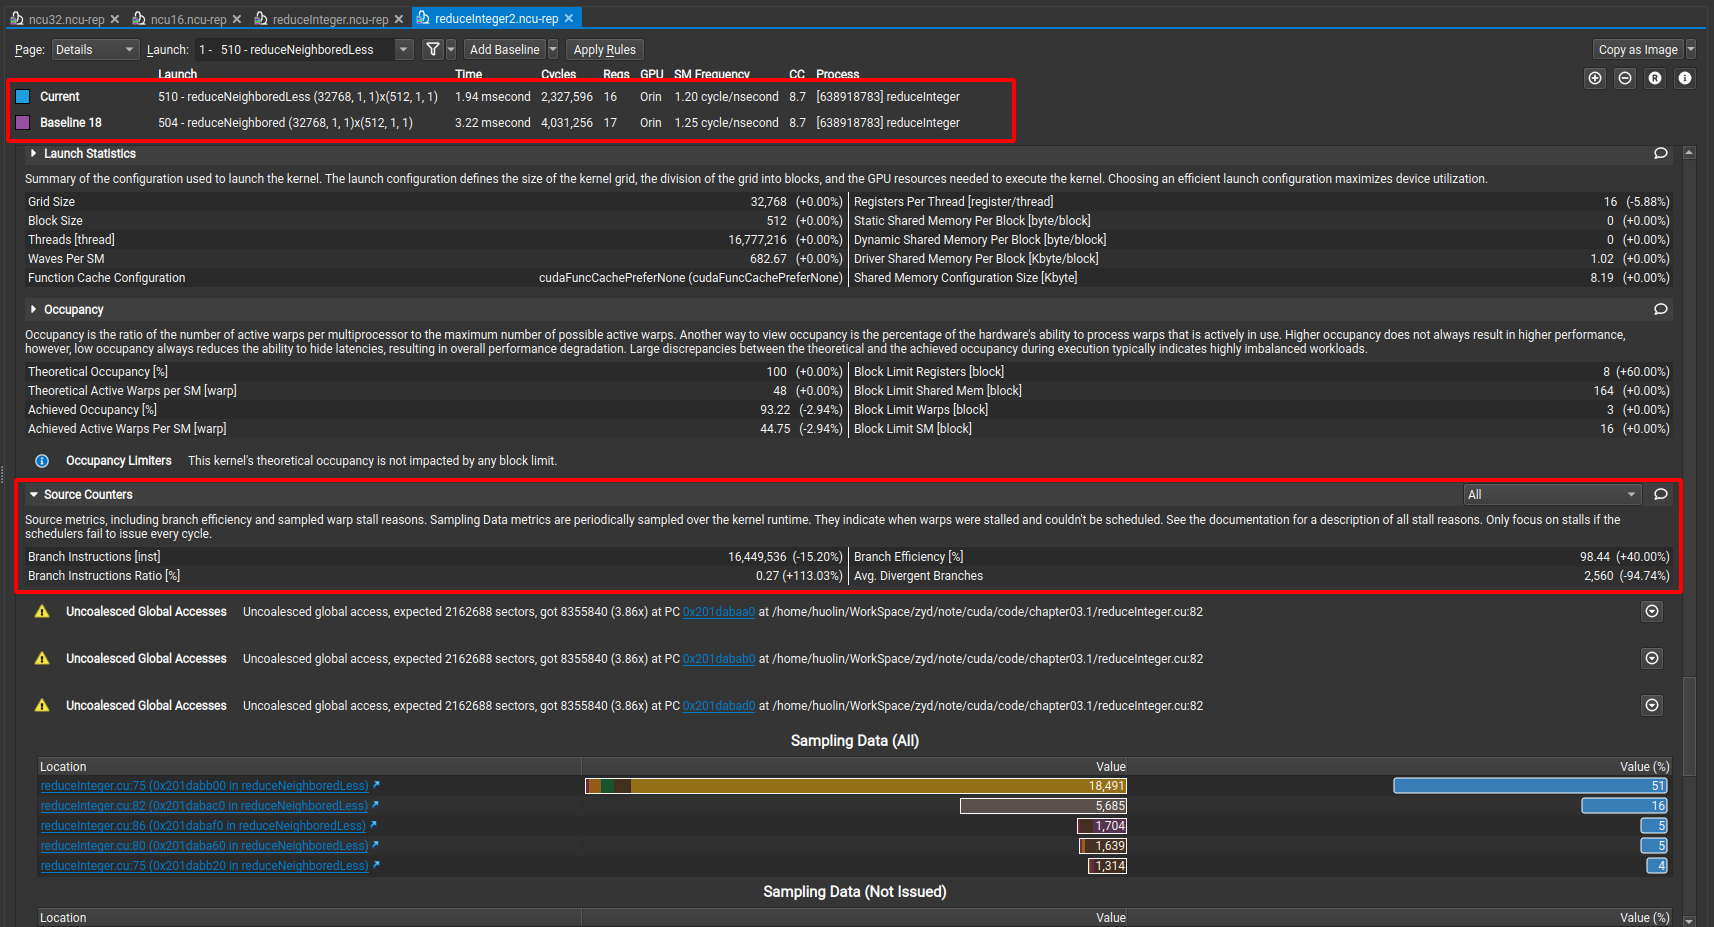 ncu32.ncu-rep ncu16.ncu-rep reduceInteger.ncu-rep reduceInteger2.ncu-rep
Page: Details Launch: 1 - 510 - reduceNeighboredLess Add Baseline Apply Rules Copy as Image
Launch Time Cycles Regs GPU SM Frequency CC Process
Current 510 - reduceNeighboredLess (32768, 1, 1)x(512, 1, 1) 1.94 msecond 2,327,596 16 Orin 1.20 cycle/nsecond 8.7 [638918783] reduceInteger
Baseline 18 504 - reduceNeighbored (32768, 1, 1)x(512, 1, 1) 3.22 msecond 4,031,256 17 Orin 1.25 cycle/nsecond 8.7 [638918783] reduceInteger
Launch Statistics
Summary of the configuration used to launch the kernel. The launch configuration defines the size of the kernel grid, the division of the grid into blocks, and the GPU resources needed to execute the kernel. Choosing an efficient launch configuration maximizes device utilization.
Grid Size 32,768 (+0.00%) Registers Per Thread [register/thread] 16 (-5.88%)
Block Size 512 (+0.00%) Static Shared Memory Per Block [byte/block] 0 (+0.00%)
Threads [thread] 16,777,216 (+0.00%) Dynamic Shared Memory Per Block [byte/block] 0 (+0.00%)
Waves Per SM 682.67 (+0.00%) Driver Shared Memory Per Block [Kbyte/block] 1.02 (+0.00%)
Function Cache Configuration cudaFuncCachePreferNone (cudaFuncCachePreferNone) Shared Memory Configuration Size [Kbyte] 8.19 (+0.00%)
Occupancy
Occupancy is the ratio of the number of active warps per multiprocessor to the maximum number of possible active warps. Another way to view occupancy is the percentage of the hardware's ability to process warps that is actively in use. Higher occupancy does not always result in higher performance,
however, low occupancy always reduces the ability to hide latencies, resulting in overall performance degradation. Large discrepancies between the theoretical and the achieved occupancy during execution typically indicates highly imbalanced workloads.
Theoretical Occupancy [%] 100 (+0.00%) Block Limit Registers [block] 8 (+60.00%)
Theoretical Active Warps per SM [warp] 48 (+0.00%) Block Limit Shared Mem [block] 164 (+0.00%)
Achieved Occupancy [%] 93.22 (-2.94%) Block Limit Warps [block] 3 (+0.00%)
Achieved Active Warps Per SM [warp] 44.75 (-2.94%) Block Limit SM [block] 16 (+0.00%)
Occupancy Limiters This kernel's theoretical occupancy is not impacted by any block limit.
Source Counters All
Source metrics, including branch efficiency and sampled warp stall reasons. Sampling Data metrics are periodically sampled over the kernel runtime. They indicate when warps were stalled and couldn't be scheduled. See the documentation for a description of all stall reasons. Only focus on stalls if the
schedulers fail to issue every cycle.
Branch Instructions [inst] 16,449,536 (-15.20%) Branch Efficiency [%] 98.44 (+40.00%)
Branch Instructions Ratio [%] 0.27 (+113.03%) Avg. Divergent Branches 2,560 (-94.74%)
Uncoalesced Global Accesses Uncoalesced global access, expected 2162688 sectors, got 8355840 (3.86x) at PC 0x201dabaa0 at /home/huolin/WorkSpace/zyd/note/cuda/code/chapter03.1/reduceInteger.cu:82
Uncoalesced Global Accesses Uncoalesced global access, expected 2162688 sectors, got 8355840 (3.86x) at PC 0x201dabab0 at /home/huolin/WorkSpace/zyd/note/cuda/code/chapter03.1/reduceInteger.cu:82
Uncoalesced Global Accesses Uncoalesced global access, expected 2162688 sectors, got 8355840 (3.86x) at PC 0x201dabad0 at /home/huolin/WorkSpace/zyd/note/cuda/code/chapter03.1/reduceInteger.cu:82
Sampling Data (All)
Location Value Value (%)
reduceInteger.cu:75 (0x201dabb00 in reduceNeighboredLess) 18,491 51
reduceInteger.cu:82 (0x201dabac0 in reduceNeighboredLess) 5,685 16
reduceInteger.cu:86 (0x201dabaf0 in reduceNeighboredLess) 1,704 5
reduceInteger.cu:80 (0x201daba60 in reduceNeighboredLess) 1,639 5
reduceInteger.cu:75 (0x201dabb20 in reduceNeighboredLess) 1,314 4
Sampling Data (Not Issued)
Location Value Value (%)